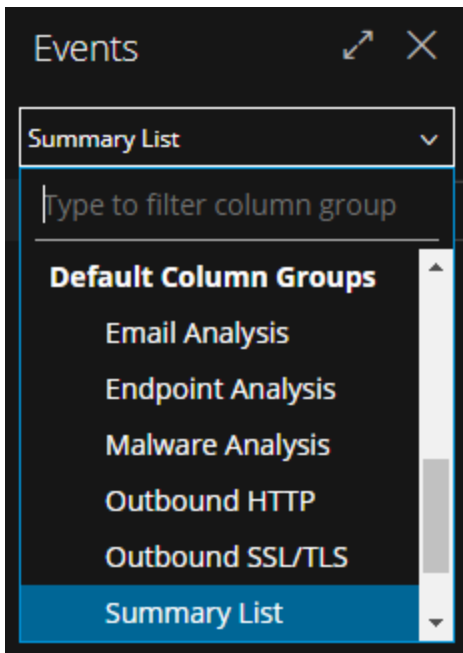 Events
Summary List
Type to filter column group
Default Column Groups
Email Analysis
Endpoint Analysis
Malware Analysis
Outbound HTTP
Outbound SSL/TLS
Summary List